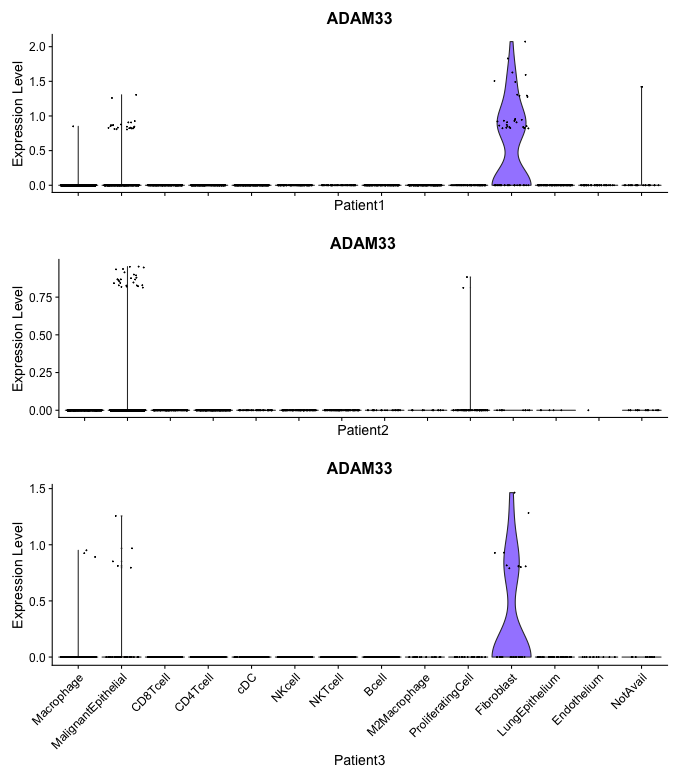 ADAM33
Expression Level
2.0
1.5
1.0
0.5
0.0
Patient1
ADAM33
Expression Level
0.75
0.50
0.25
0.00
Patient2
ADAM33
Expression Level
1.5
1.0
0.5
0.0
Macrophage
MalignantEpithelial
CD8Tcell
CD4Tcell
cDC
NKcell
NKTcell
Bcell
M2Macrophage
ProliferatingCell
Fibroblast
LungEpithelium
Endothelium
NotAvail
Patient3